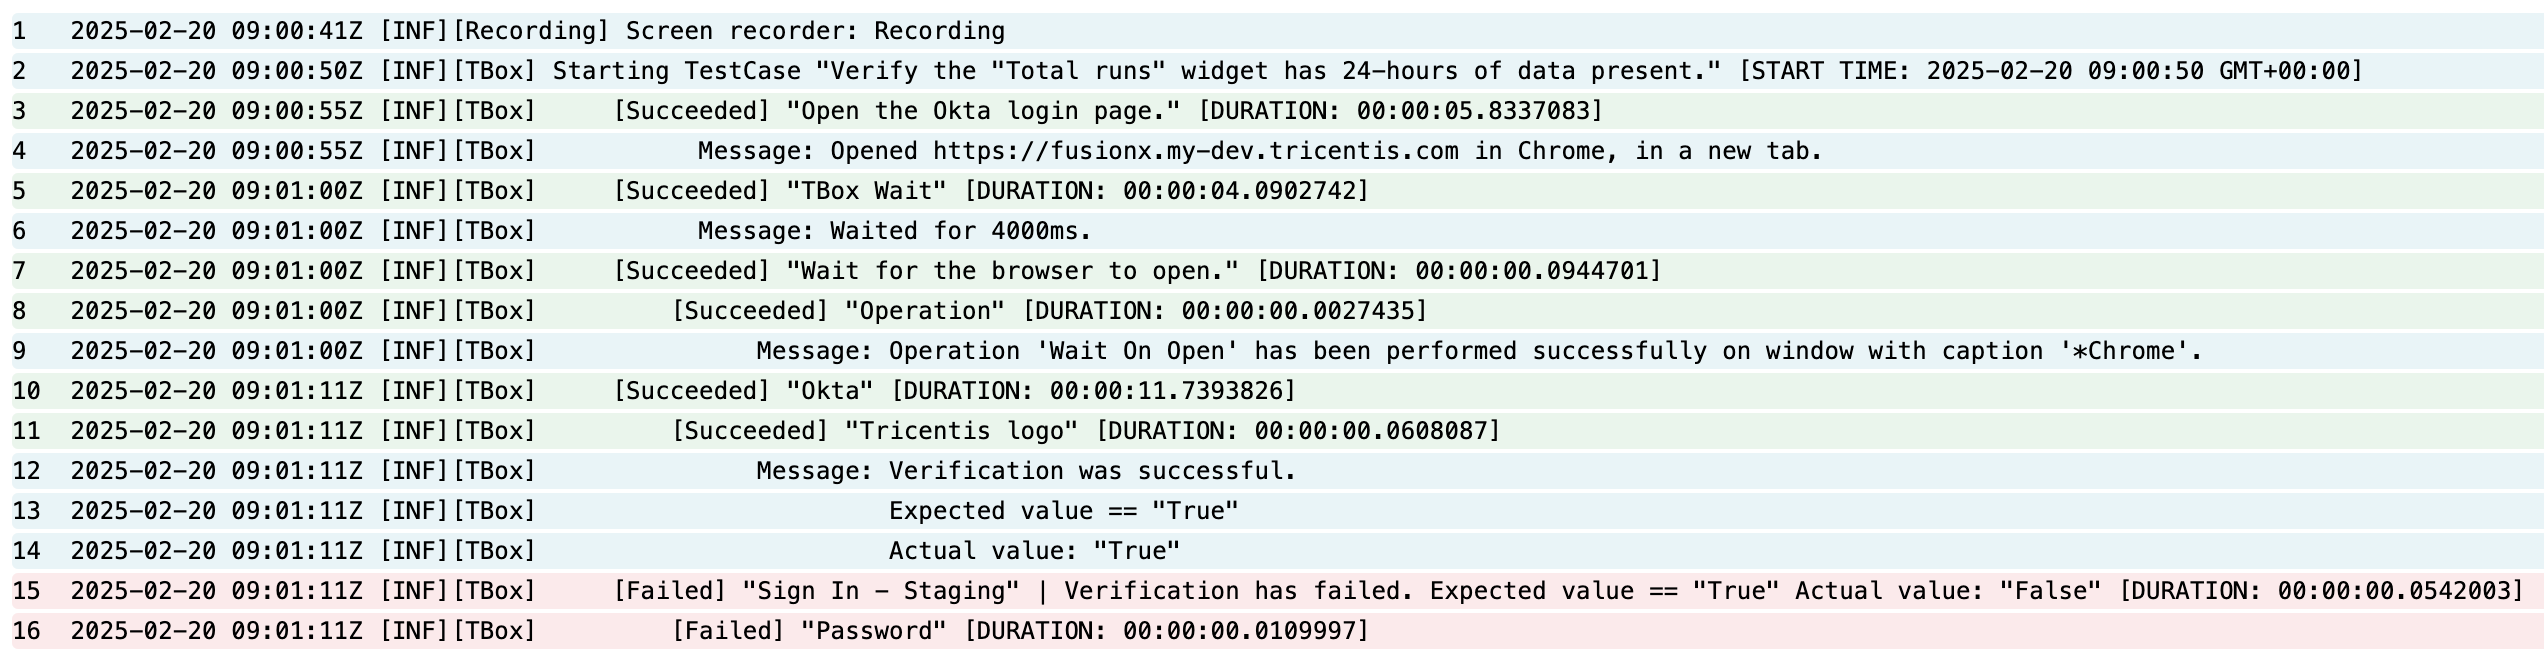 1 2025-02-20 09:00:41Z [INF][Recording] Screen recorder: Recording
2 2025-02-20 09:00:50Z [INF][TBox] Starting TestCase "Verify the "Total runs" widget has 24-hours of data present." [START TIME: 2025-02-20 09:00:50 GMT+00:00]
3 2025-02-20 09:00:55Z [INF][TBox] [Succeeded] "Open the Okta login page." [DURATION: 00:00:05.8337083]
4 2025-02-20 09:00:55Z [INF][TBox] Message: Opened https://fusionx.my-dev.tricentis.com in Chrome, in a new tab.
5 2025-02-20 09:01:00Z [INF][TBox] [Succeeded] "TBox Wait" [DURATION: 00:00:04.0902742]
6 2025-02-20 09:01:00Z [INF][TBox] Message: Waited for 4000ms.
7 2025-02-20 09:01:00Z [INF][TBox] [Succeeded] "Wait for the browser to open." [DURATION: 00:00:00.0944701]
8 2025-02-20 09:01:00Z [INF][TBox] [Succeeded] "Operation" [DURATION: 00:00:00.0027435]
9 2025-02-20 09:01:00Z [INF][TBox] Message: Operation 'Wait On Open' has been performed successfully on window with caption '*Chrome'.
10 2025-02-20 09:01:11Z [INF][TBox] [Succeeded] "Okta" [DURATION: 00:00:11.7393826]
11 2025-02-20 09:01:11Z [INF][TBox] [Succeeded] "Tricentis logo" [DURATION: 00:00:00.0608087]
12 2025-02-20 09:01:11Z [INF][TBox] Message: Verification was successful.
13 2025-02-20 09:01:11Z [INF][TBox] Expected value == "True"
14 2025-02-20 09:01:11Z [INF][TBox] Actual value: "True"
15 2025-02-20 09:01:11Z [INF][TBox] [Failed] "Sign In - Staging" | Verification has failed. Expected value == "True" Actual value: "False" [DURATION: 00:00:00.0542003]
16 2025-02-20 09:01:11Z [INF][TBox] [Failed] "Password" [DURATION: 00:00:00.0109997]